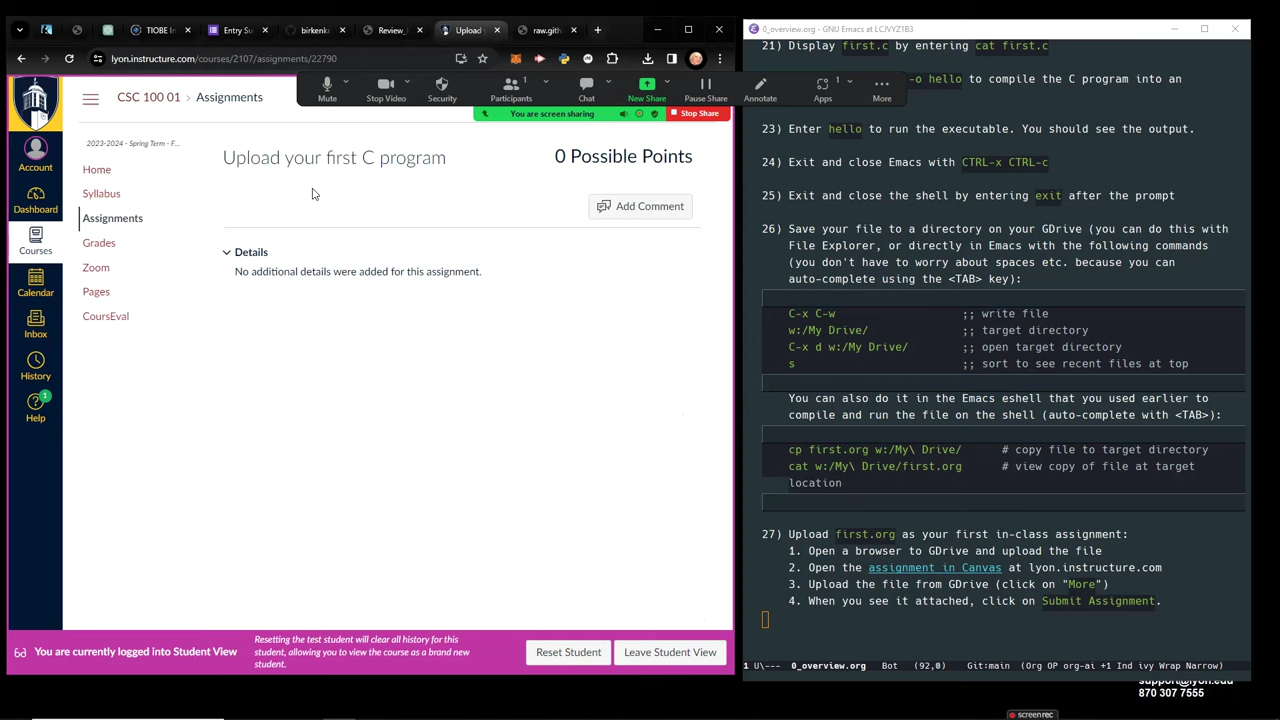 TIOBE In
Entry Su
birkenk
Review_
Upload
raw.gith
lyon.instructure.com/courses/2107/assignments/22790
Mute
Stop Video
Security
1
Participants
Chat
New Share
Pause Share
Annotate
1
Apps
More
You are screen sharing
Stop Share
CSC 100 01
Assignments
Account
Dashboard
Courses
Calendar
Inbox
History
1
Help
2023-2024 - Spring Term - F...
Home
Syllabus
Assignments
Grades
Zoom
Pages
CoursEval
Upload your first C program
0 Possible Points
Add Comment
Details
No additional details were added for this assignment.
You are currently logged into Student View
Resetting the test student will clear all history for this
student, allowing you to view the course as a brand new
student.
Reset Student
Leave Student View
0_overview.org - GNU Emacs at LCJVYZ1B3
21) Display first.c by entering cat first.c
-o hello to compile the C program into an
23) Enter hello to run the executable. You should see the output.
24) Exit and close Emacs with CTRL-x CTRL-c
25) Exit and close the shell by entering exit after the prompt
26) Save your file to a directory on your GDrive (you can do this with
File Explorer, or directly in Emacs with the following commands
(you don't have to worry about spaces etc. because you can
auto-complete using the <TAB> key):
C-x C-w ;; write file
w:/My Drive/ ;; target directory
C-x d w:/My Drive/ ;; open target directory
s ;; sort to see recent files at top
You can also do it in the Emacs eshell that you used earlier to
compile and run the file on the shell (auto-complete with <TAB>):
cp first.org w:/My\ Drive/ # copy file to target directory
cat w:/My\ Drive/first.org # view copy of file at target
location
27) Upload first.org as your first in-class assignment:
1. Open a browser to GDrive and upload the file
2. Open the assignment in Canvas at lyon.instructure.com
3. Upload the file from GDrive (click on "More")
4. When you see it attached, click on Submit Assignment.
1 U\--- 0_overview.org Bot (92,0) Git:main (Org OP org-ai +1 Ind ivy Wrap Narrow)
support@lyon.edu
870 307 7555
screenrec